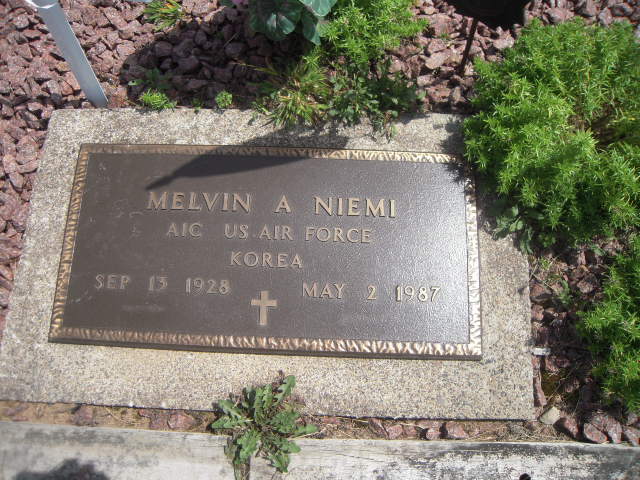 MELVIN A NIEMI
A1C US AIR FORCE
KOREA
SEP 13 1928 MAY 2 1987